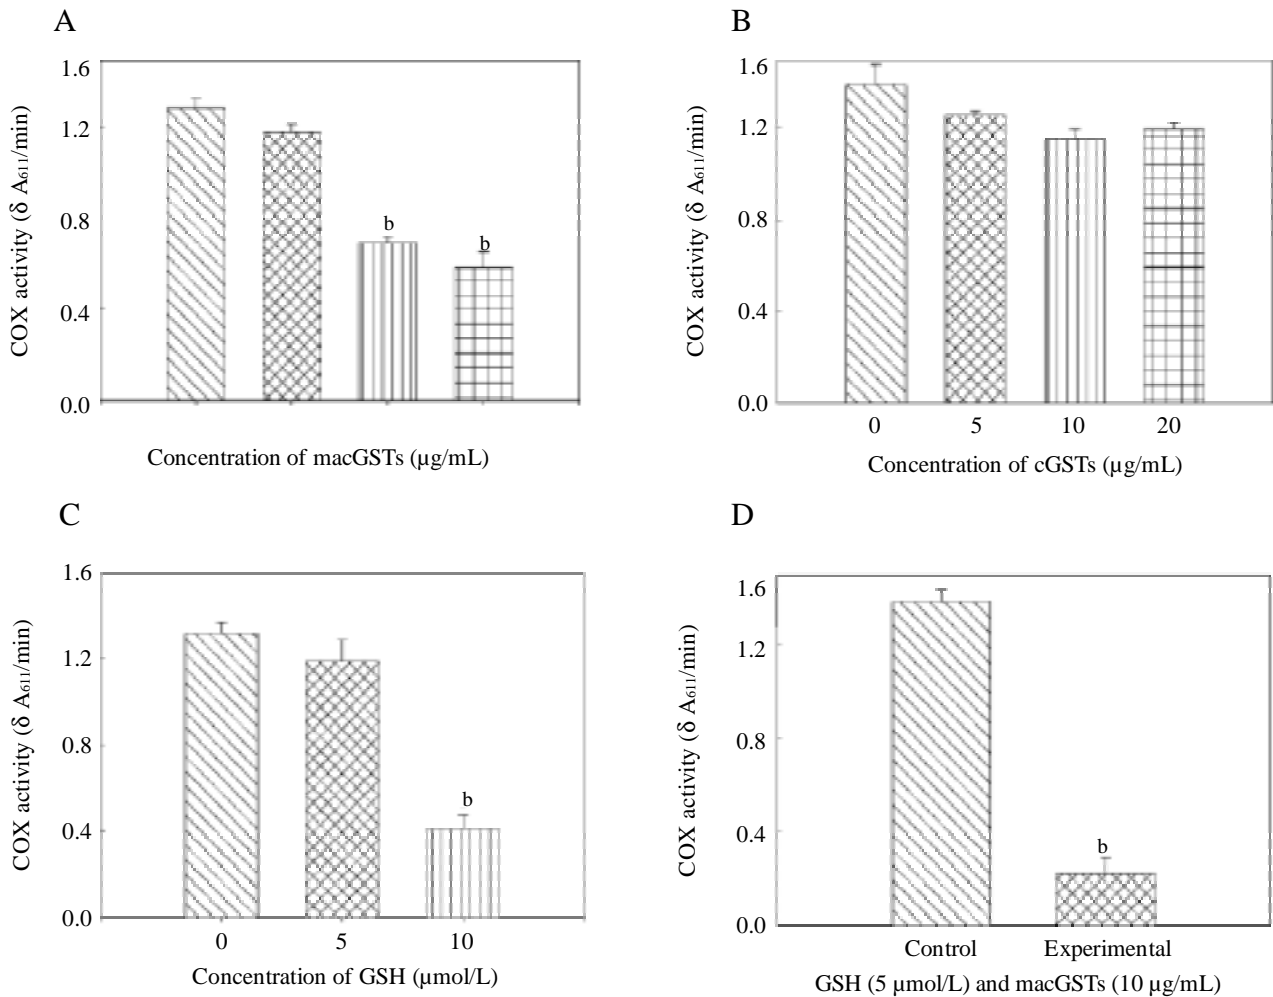 A
COX activity (δ A₆₁₁/min)
1.6
1.2
0.8
0.4
0.0
b
b
Concentration of macGSTs (µg/mL)
B
COX activity (δ A₆₁₁/min)
1.6
1.2
0.8
0.4
0.0
0 5 10 20
Concentration of cGSTs (µg/mL)
C
COX activity (δ A₆₁₁/min)
1.6
1.2
0.8
0.4
0.0
b
0 5 10
Concentration of GSH (µmol/L)
D
COX activity (δ A₆₁₁/min)
1.6
1.2
0.8
0.4
0.0
b
Control Experimental
GSH (5 µmol/L) and macGSTs (10 µg/mL)